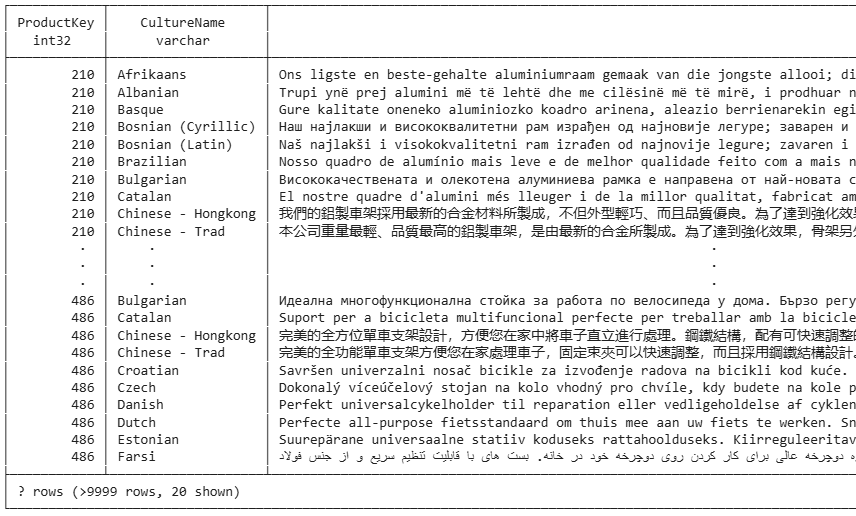 ProductKey CultureName
int32 varchar
210 Afrikaans Ons ligste en beste-gehalte aluminiumraam gemaak van die jongste allooi; di
210 Albanian Trupi ynë prej alumini më të lehtë dhe me cilësinë më të mirë, i prodhuar n
210 Basque Gure kalitate oneneko aluminiozko koadro arinena, aleazio berrienarekin egi
210 Bosnian (Cyrillic) Наш најлакши и висококвалитетни рам израђен од најновије легуре; заварен и
210 Bosnian (Latin) Naš najlakši i visokokvalitetni ram izrađen od najnovije legure; zavaren i
210 Brazilian Nosso quadro de alumínio mais leve e de melhor qualidade feito com a mais n
210 Bulgarian Висококачествената и олекотена алуминиева рамка е направена от най-новата с
210 Catalan El nostre quadre d'alumini més lleuger i de la millor qualitat, fabricat am
210 Chinese - Hongkong 我們的鋁製車架採用最新的合金材料所製成，不但外型輕巧、而且品質優良。為了達到強化效果
210 Chinese - Trad 本公司重量最輕、品質最高的鋁製車架，是由最新的合金所製成。為了達到強化效果，骨架另外
. . .
. . .
. . .
486 Bulgarian Идеална многофункционална стойка за работа по велосипеда у дома. Бързо регу
486 Catalan Suport per a bicicleta multifuncional perfecte per treballar amb la bicicle
486 Chinese - Hongkong 完美的全方位單車支架設計，方便您在家中將車子直立進行處理。鋼鐵結構，配有可快速調整的
486 Chinese - Trad 完美的全功能單車支架方便您在家處理車子，固定束夾可以快速調整，而且採用鋼鐵結構設計。
486 Croatian Savršen univerzalni nosač bicikle za izvođenje radova na bicikli kod kuće.
486 Czech Dokonalý víceúčelový stojan na kolo vhodný pro chvíle, kdy budete na kole p
486 Danish Perfekt universalcykelholder til reparation eller vedligeholdelse af cyklen
486 Dutch Perfecte all-purpose fietsstandaard om thuis mee aan uw fiets te werken. Sn
486 Estonian Suurepärane universaalne statiiv koduseks rattahoolduseks. Kiirreguleeritav
486 Farsi ه دوچرخه عالی برای کار کردن روی دوچرخه خود در خانه. بست های با قابلیت تنظیم سریع و از جنس فولاد
? rows (>9999 rows, 20 shown)